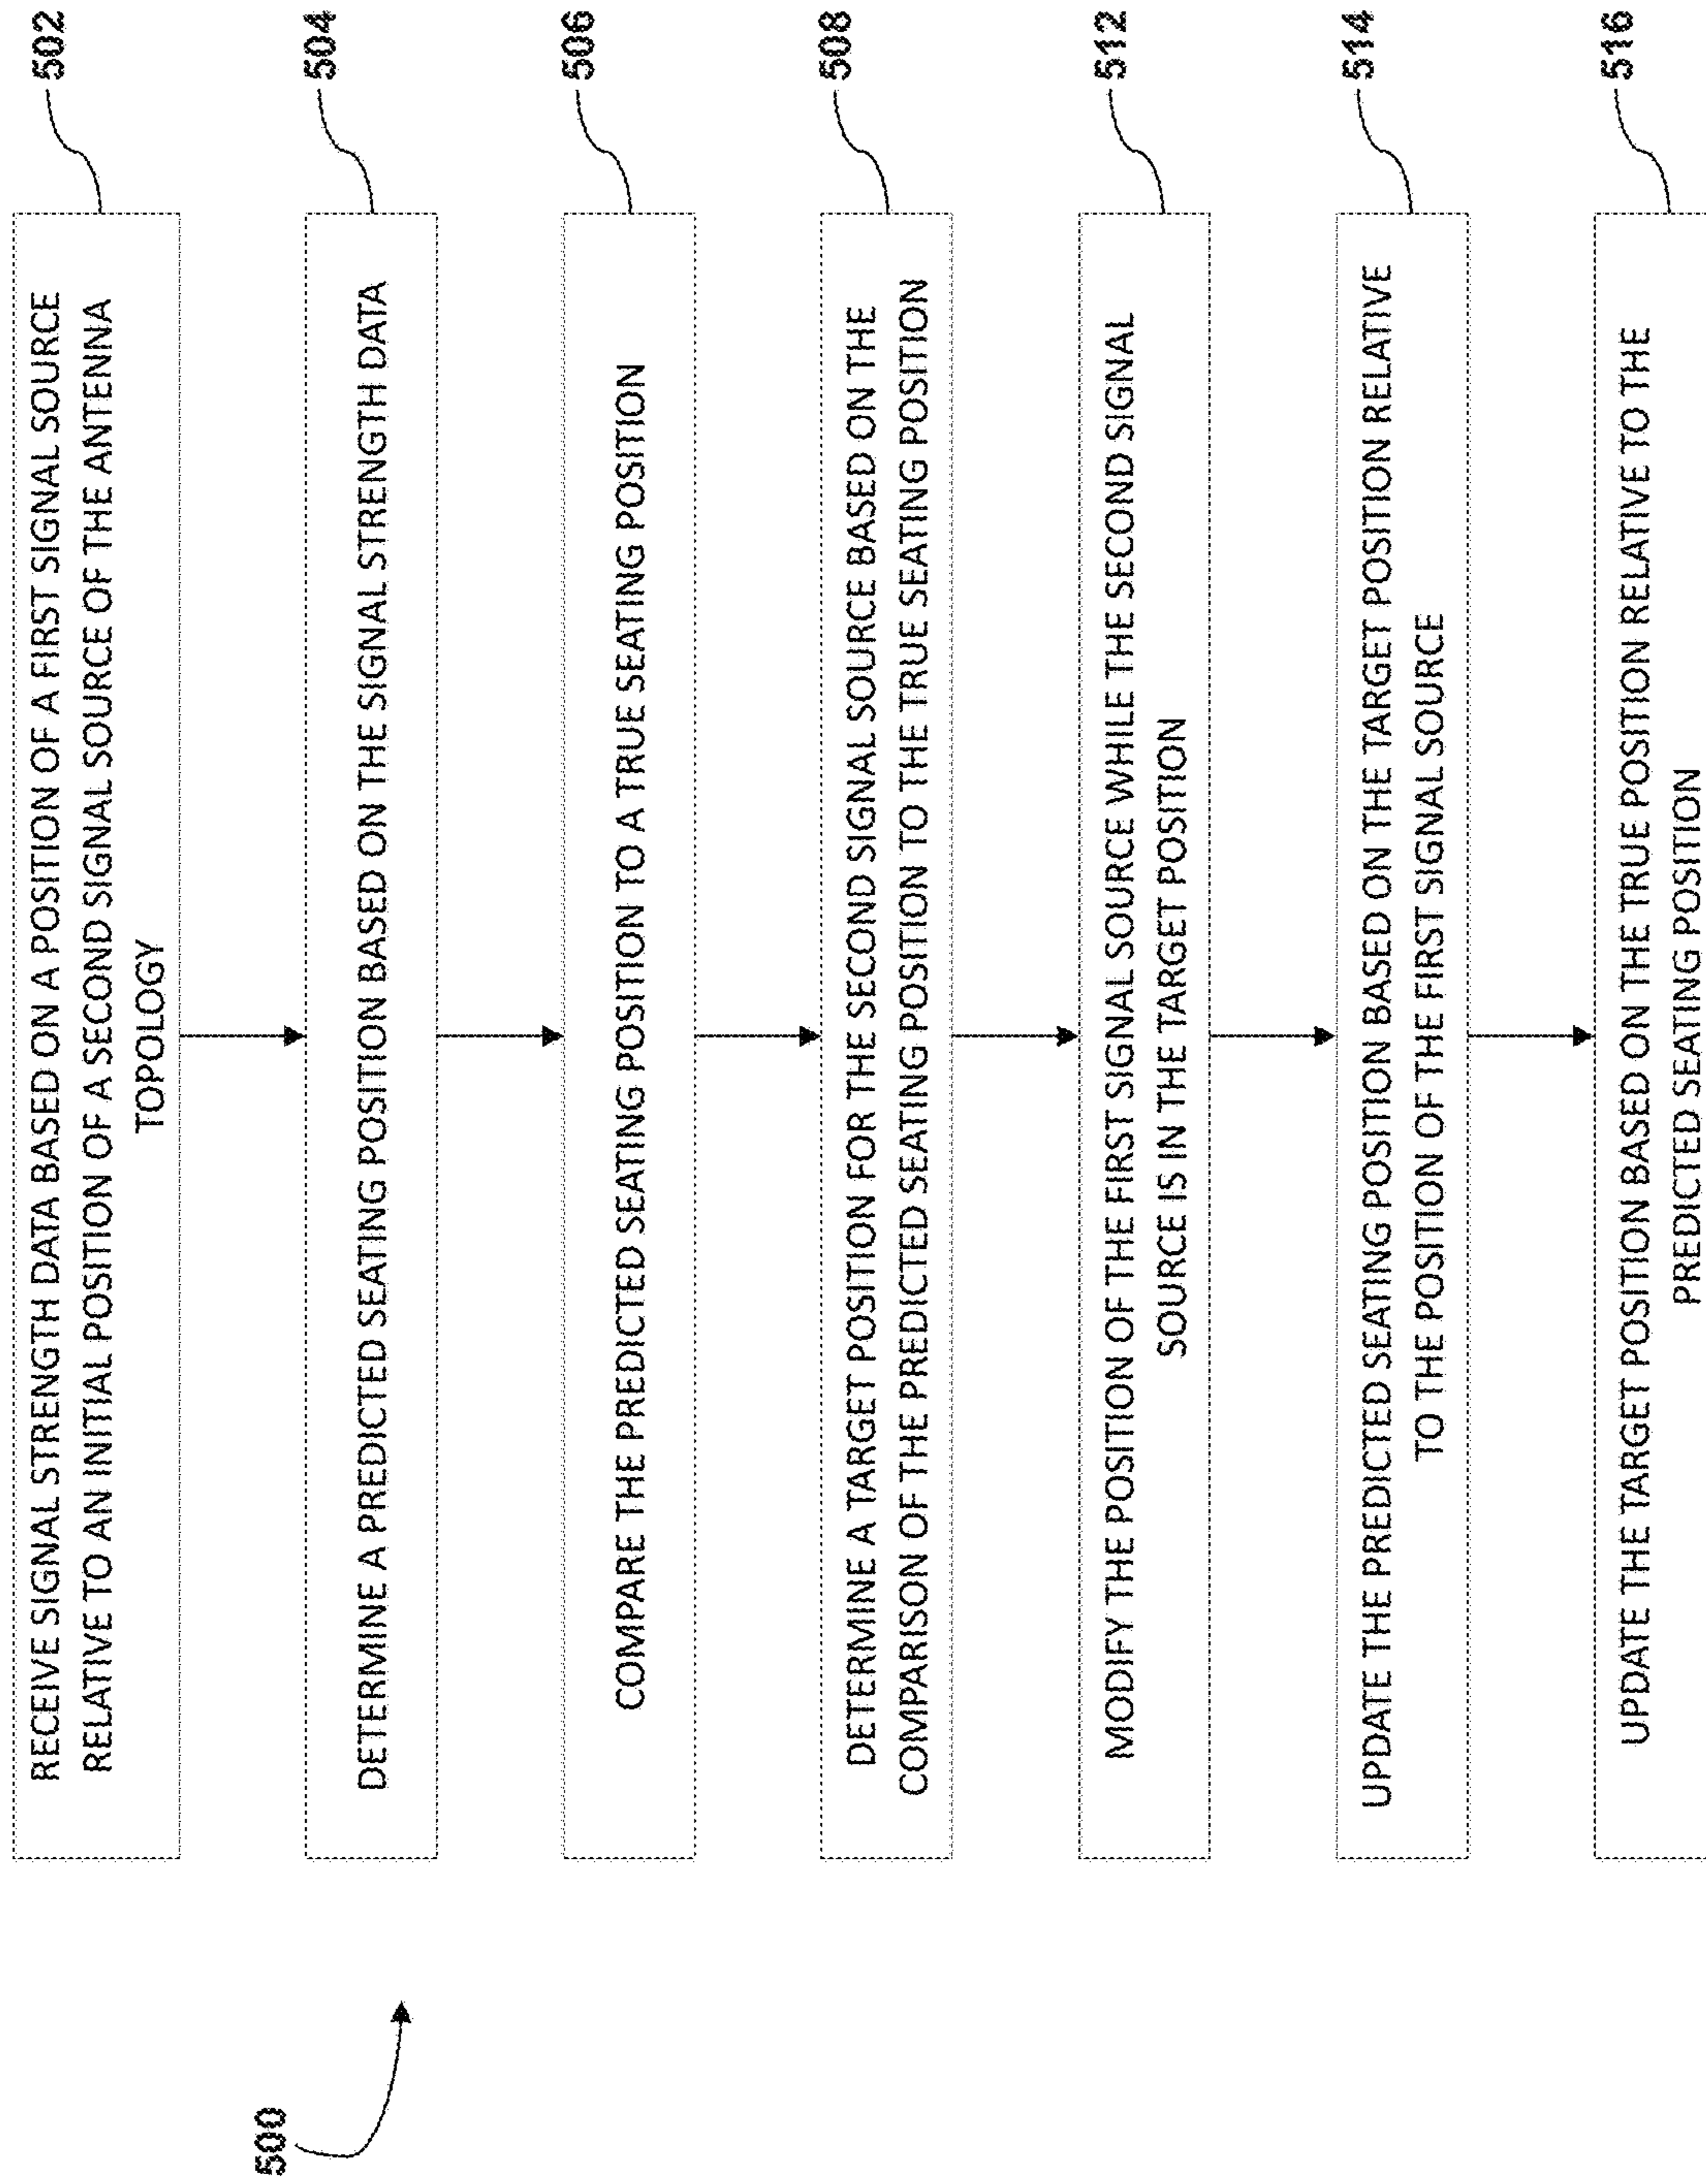 500
RECEIVE SIGNAL STRENGTH DATA BASED ON A POSITION OF A FIRST SIGNAL SOURCE
RELATIVE TO AN INITIAL POSITION OF A SECOND SIGNAL SOURCE OF THE ANTENNA
TOPOLOGY
502
DETERMINE A PREDICTED SEATING POSITION BASED ON THE SIGNAL STRENGTH DATA
504
COMPARE THE PREDICTED SEATING POSITION TO A TRUE SEATING POSITION
506
DETERMINE A TARGET POSITION FOR THE SECOND SIGNAL SOURCE BASED ON THE
COMPARISON OF THE PREDICTED SEATING POSITION TO THE TRUE SEATING POSITION
508
MODIFY THE POSITION OF THE FIRST SIGNAL SOURCE WHILE THE SECOND SIGNAL
SOURCE IS IN THE TARGET POSITION
512
UPDATE THE PREDICTED SEATING POSITION BASED ON THE TARGET POSITION RELATIVE
TO THE POSITION OF THE FIRST SIGNAL SOURCE
514
UPDATE THE TARGET POSITION BASED ON THE TRUE POSITION RELATIVE TO THE
PREDICTED SEATING POSITION
516